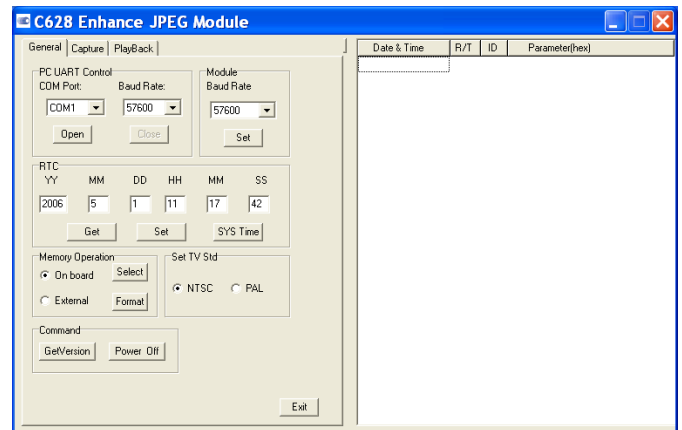 C628 Enhance JPEG Module
General Capture PlayBack
PC UART Control
COM Port: Baud Rate:
COM1 57600
Open Close
Module
Baud Rate
57600
Set
RTC
YY MM DD HH MM SS
2006 5 1 11 17 42
Get Set SYS Time
Memory Operation
On board Select
External Format
Set TV Std
NTSC PAL
Command
GetVersion Power Off
Exit
Date & Time R/T ID Parameter(hex)